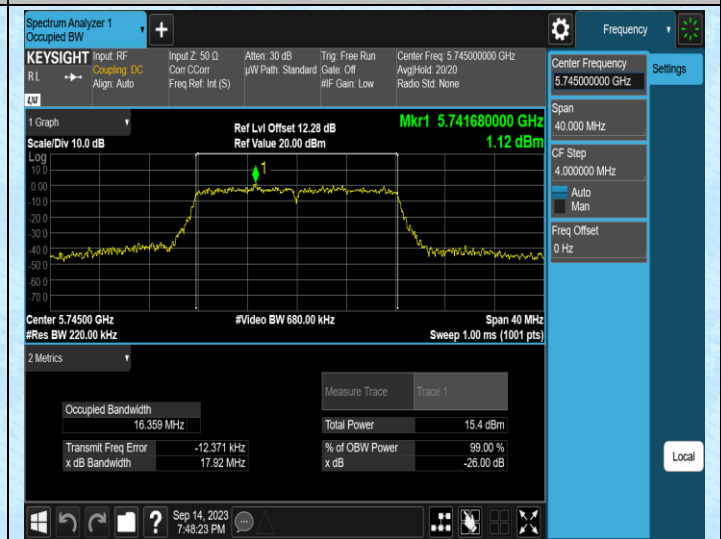 Spectrum Analyzer 1
Occupied BW
+
Frequency
KEYSIGHT
Input: RF
Input Z: 50 Ω
Atten: 30 dB
Trig: Free Run
Center Freq: 5.745000000 GHz
RL
Coupling: DC
Corr CCorr
µW Path: Standard
Gate: Off
Avg|Hold: 20/20
Align: Auto
Freq Ref: Int (S)
#IF Gain: Low
Radio Std: None
LXI
1 Graph
Scale/Div 10.0 dB
Ref Lvl Offset 12.28 dB
Ref Value 20.00 dBm
Mkr1 5.741680000 GHz
1.12 dBm
Log
10.0
0.00
-10.0
-20.0
-30.0
-40.0
-50.0
-60.0
-70.0
1
Center 5.74500 GHz
#Video BW 680.00 kHz
Span 40 MHz
#Res BW 220.00 kHz
Sweep 1.00 ms (1001 pts)
2 Metrics
Measure Trace
Trace 1
Occupied Bandwidth
16.359 MHz
Total Power
15.4 dBm
Transmit Freq Error
-12.371 kHz
% of OBW Power
99.00 %
x dB Bandwidth
17.92 MHz
x dB
-26.00 dB
Center Frequency
5.745000000 GHz
Settings
Span
40.000 MHz
CF Step
4.000000 MHz
Auto
Man
Freq Offset
0 Hz
Local
?
Sep 14, 2023
7:48:23 PM